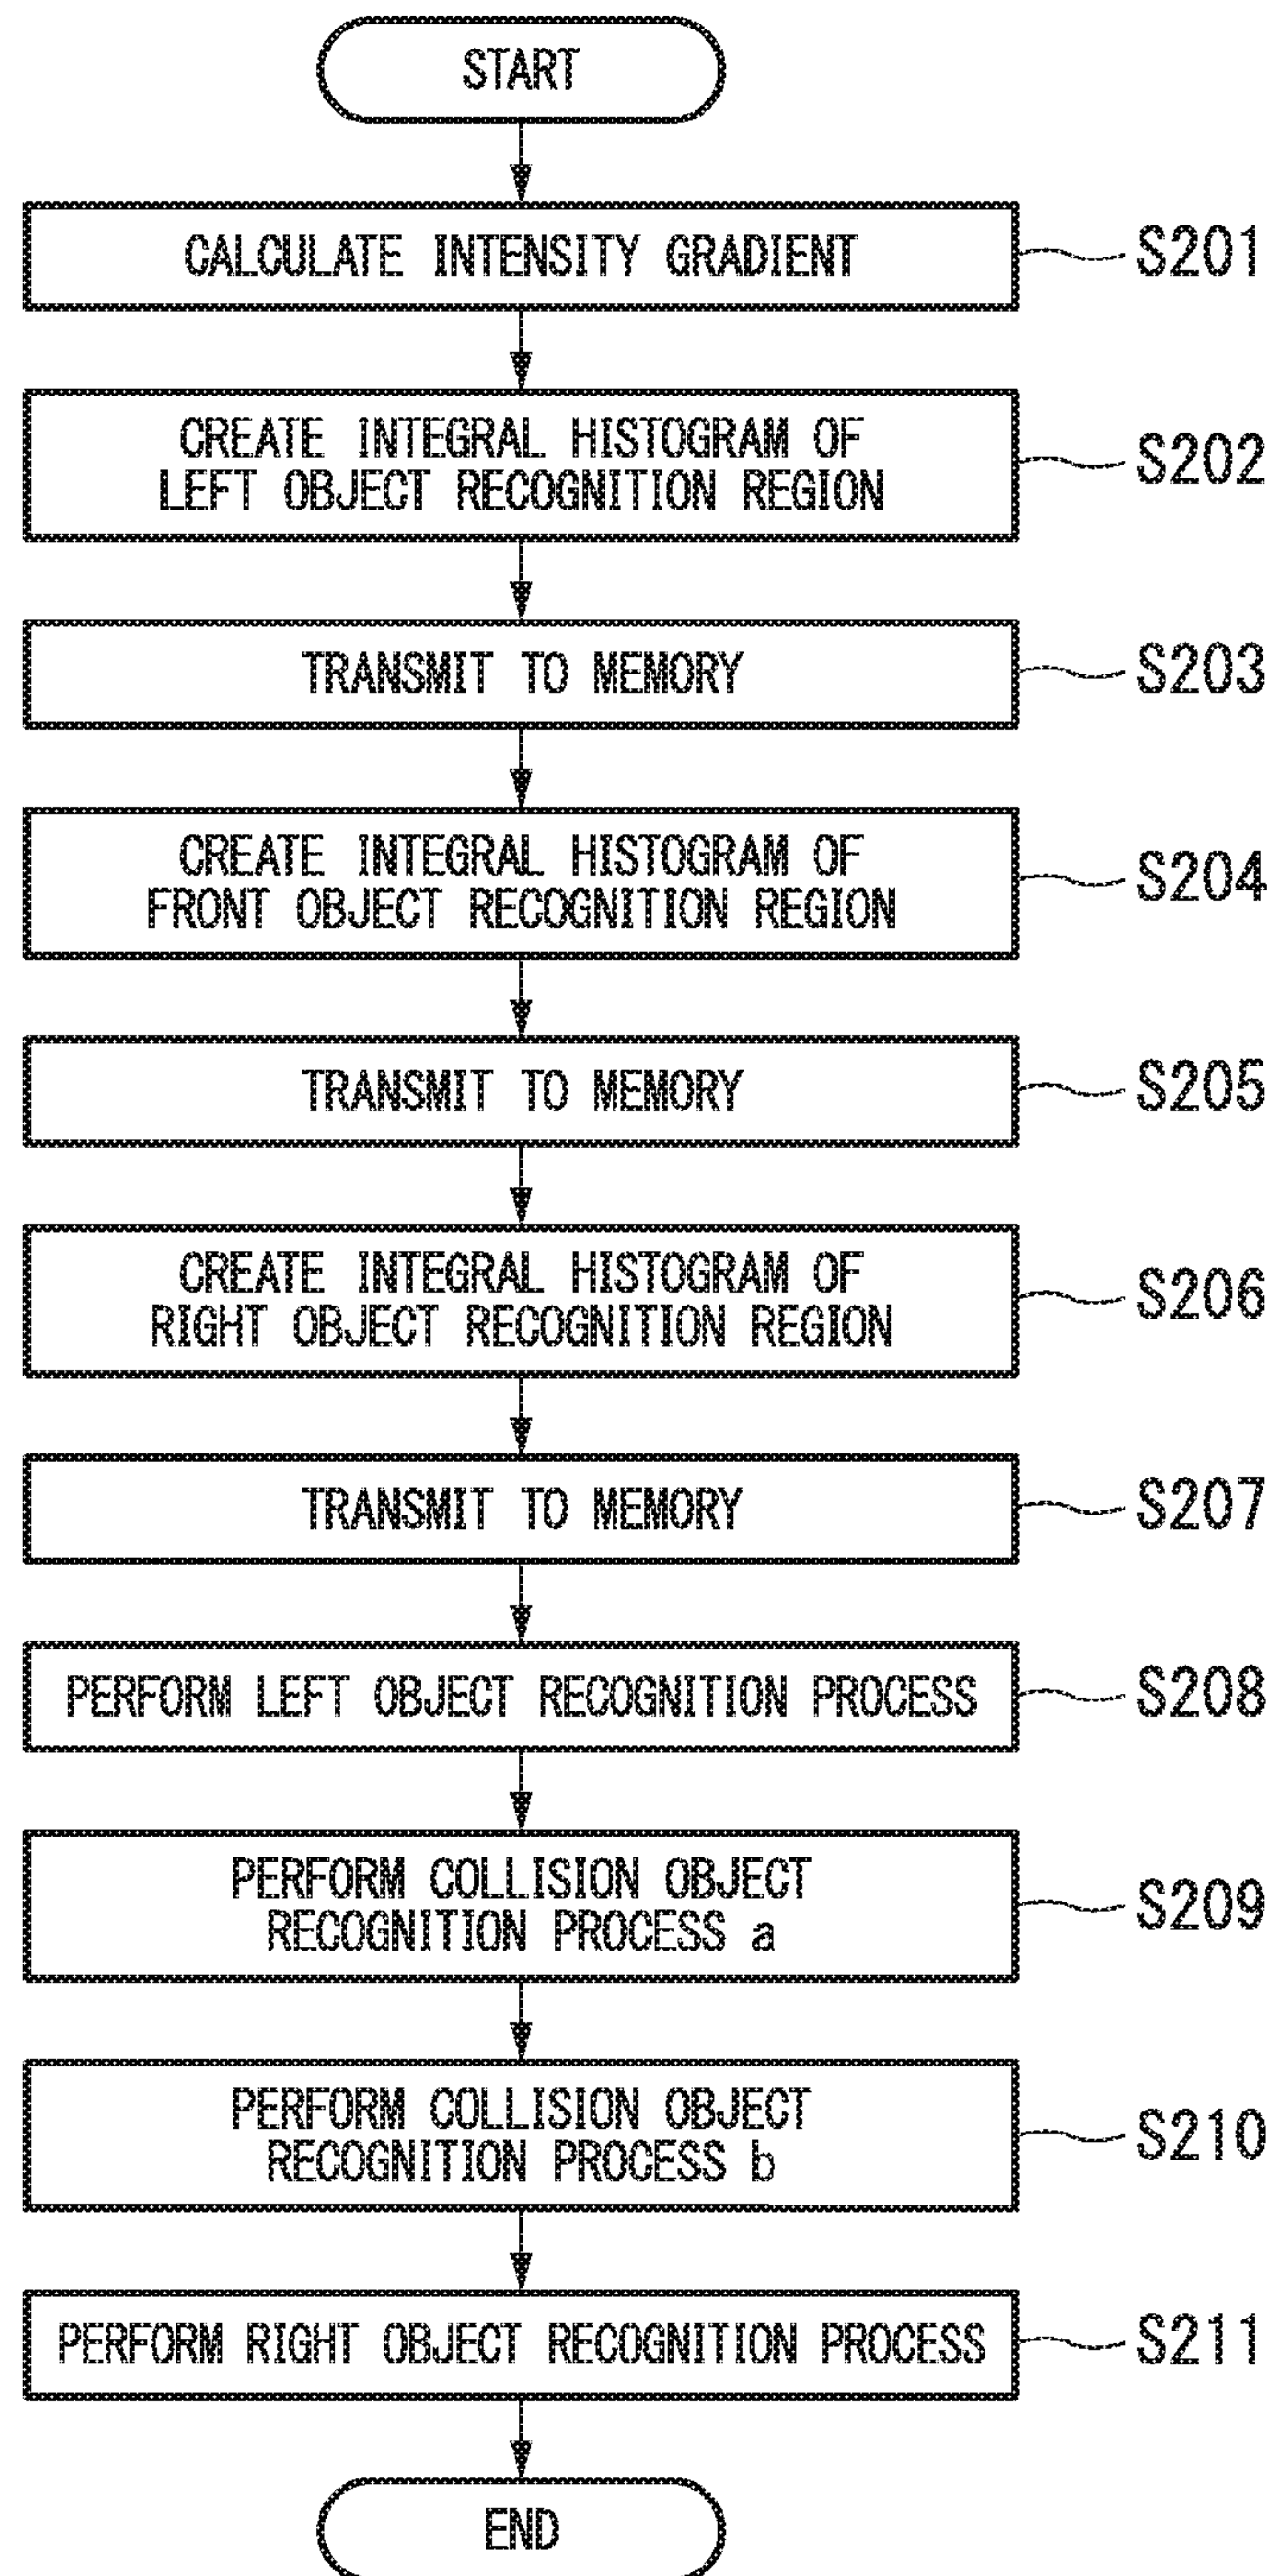 START
CALCULATE INTENSITY GRADIENT
S201
CREATE INTEGRAL HISTOGRAM OF
LEFT OBJECT RECOGNITION REGION
S202
TRANSMIT TO MEMORY
S203
CREATE INTEGRAL HISTOGRAM OF
FRONT OBJECT RECOGNITION REGION
S204
TRANSMIT TO MEMORY
S205
CREATE INTEGRAL HISTOGRAM OF
RIGHT OBJECT RECOGNITION REGION
S206
TRANSMIT TO MEMORY
S207
PERFORM LEFT OBJECT RECOGNITION PROCESS
S208
PERFORM COLLISION OBJECT
RECOGNITION PROCESS a
S209
PERFORM COLLISION OBJECT
RECOGNITION PROCESS b
S210
PERFORM RIGHT OBJECT RECOGNITION PROCESS
S211
END